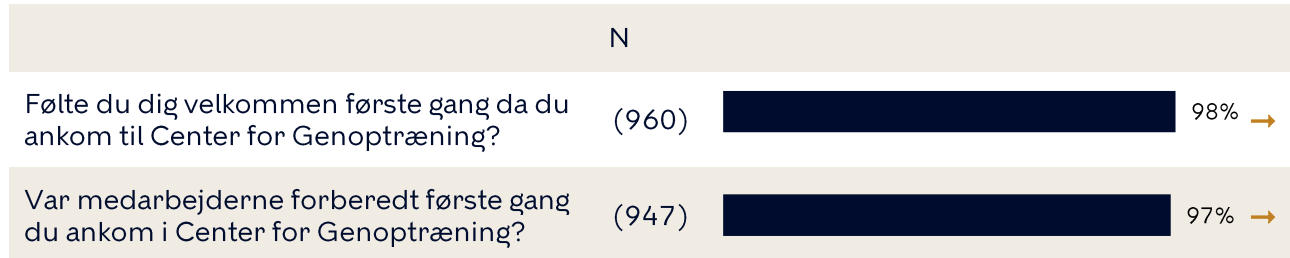 N
Følte du dig velkommen første gang da du
ankom til Center for Genoptræning?
(960)
98% →
Var medarbejderne forberedt første gang
du ankom i Center for Genoptræning?
(947)
97% →